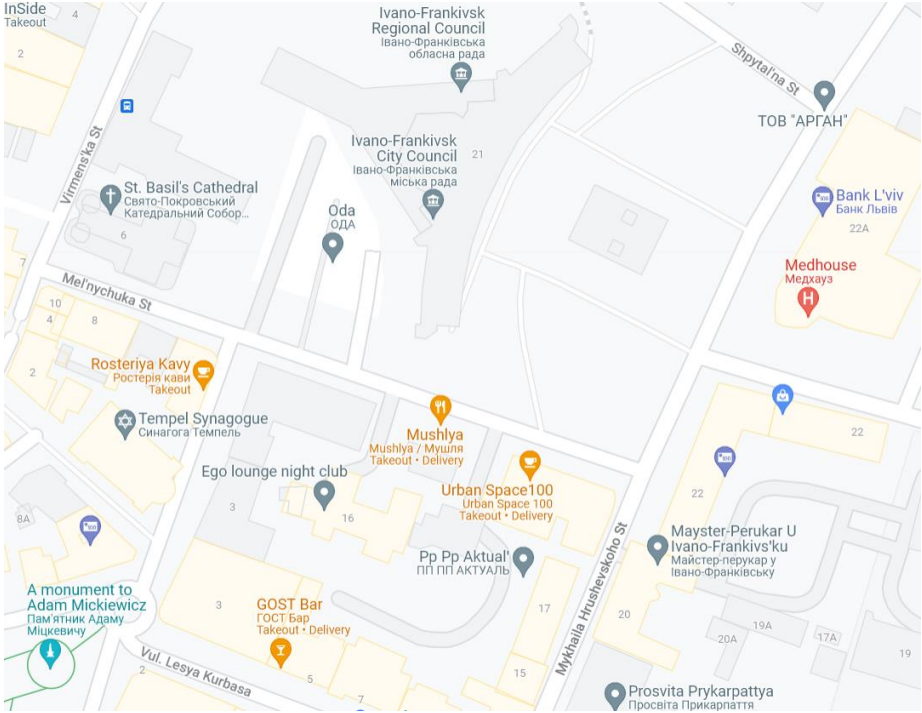 InSide
Takeout
4
2
Ivano-Frankivsk
Regional Council
Івано-Франківська
обласна рада
Shpytal'na St
ТОВ "АРГАН"
Virmens'ka St
Ivano-Frankivsk
City Council
Івано-Франківська
міська рада
21
St. Basil's Cathedral
Свято-Покровський
Катедральний Собор...
6
Oda
ОДА
Bank L'viv
Банк Львів
22A
Medhouse
Медхауз
7
Mel'nychuka St
10
4
8
2
Rosteriya Kavy
Ростерія кави
Takeout
Tempel Synagogue
Синагога Темпель
Mushlya
Mushlya / Мушля
Takeout • Delivery
22
Ego lounge night club
3
16
Urban Space100
Urban Space 100
Takeout • Delivery
22
8A
Mayster-Perukar U
Ivano-Frankivs'ku
Майстер-перукар у
Івано-Франківську
Pp Pp Aktual'
ПП ПП АКТУАЛЬ
Mykhaila Hrushevskoho St
A monument to
Adam Mickiewicz
Пам'ятник Адаму
Міцкевичу
3
GOST Bar
ГОСТ Бар
Takeout • Delivery
17
20
19A
20A
17A
19
Vul. Lesya Kurbasa
2
5
7
15
Prosvita Prykarpattya
Просвіта Прикарпаття